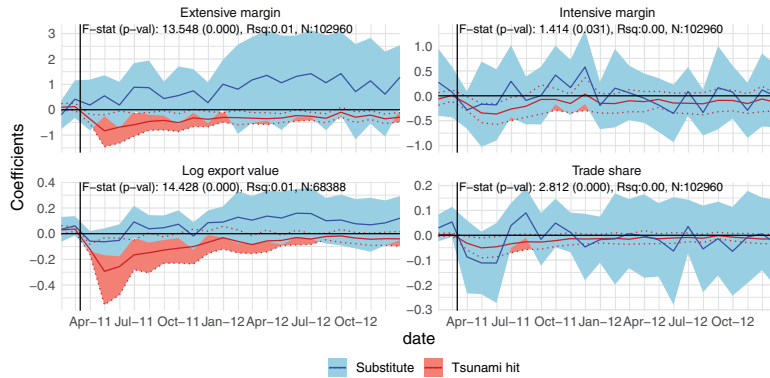 Extensive margin
Intensive margin
F-stat (p-val): 13.548 (0.000), Rsq:0.01, N:102960
F-stat (p-val): 1.414 (0.031), Rsq:0.00, N:102960
3
2
1
0
−1
1.0
0.5
0.0
−0.5
−1.0
Coefficients
Log export value
Trade share
F-stat (p-val): 14.428 (0.000), Rsq:0.01, N:68388
F-stat (p-val): 2.812 (0.000), Rsq:0.00, N:102960
0.4
0.2
0.0
−0.2
−0.4
0.2
0.1
0.0
−0.1
−0.2
−0.3
Apr−11 Jul−11 Oct−11 Jan−12 Apr−12 Jul−12 Oct−12
Apr−11 Jul−11 Oct−11 Jan−12 Apr−12 Jul−12 Oct−12
date
Substitute
Tsunami hit